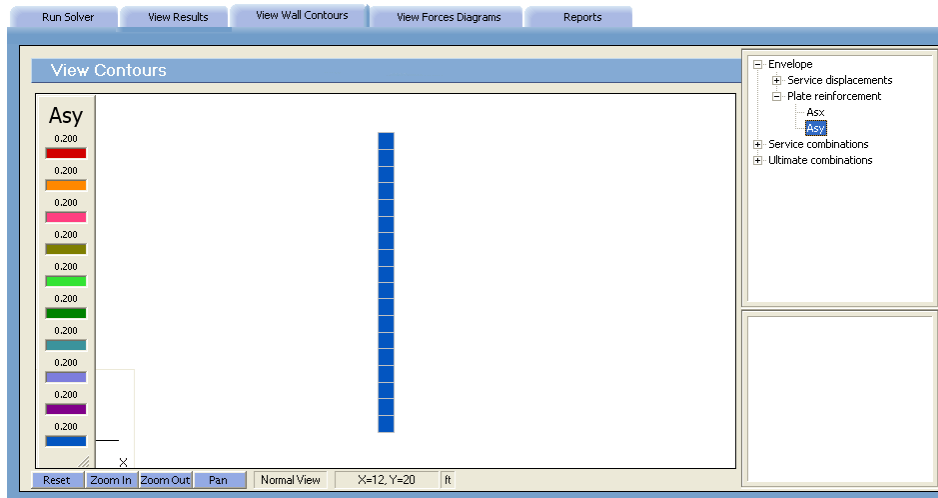 Run Solver View Results View Wall Contours View Forces Diagrams Reports
View Contours
Asy
0.200
0.200
0.200
0.200
0.200
0.200
0.200
0.200
0.200
0.200
X
Envelope
Service displacements
Plate reinforcement
Asx
Asy
Service combinations
Ultimate combinations
Reset Zoom In Zoom Out Pan Normal View X=12, Y=20 ft